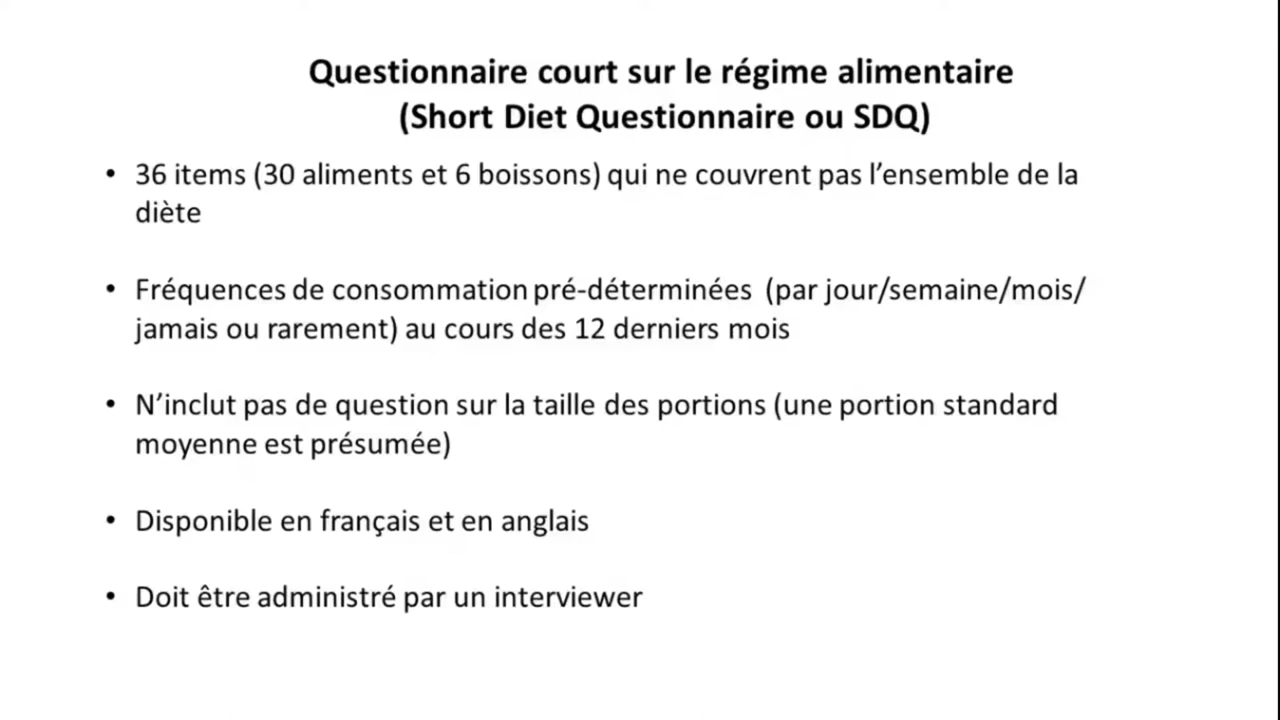 Questionnaire court sur le régime alimentaire
(Short Diet Questionnaire ou SDQ)
• 36 items (30 aliments et 6 boissons) qui ne couvrent pas l’ensemble de la
diète
• Fréquences de consommation pré-déterminées (par jour/semaine/mois/
jamais ou rarement) au cours des 12 derniers mois
• N’inclut pas de question sur la taille des portions (une portion standard
moyenne est présumée)
• Disponible en français et en anglais
• Doit être administré par un interviewer